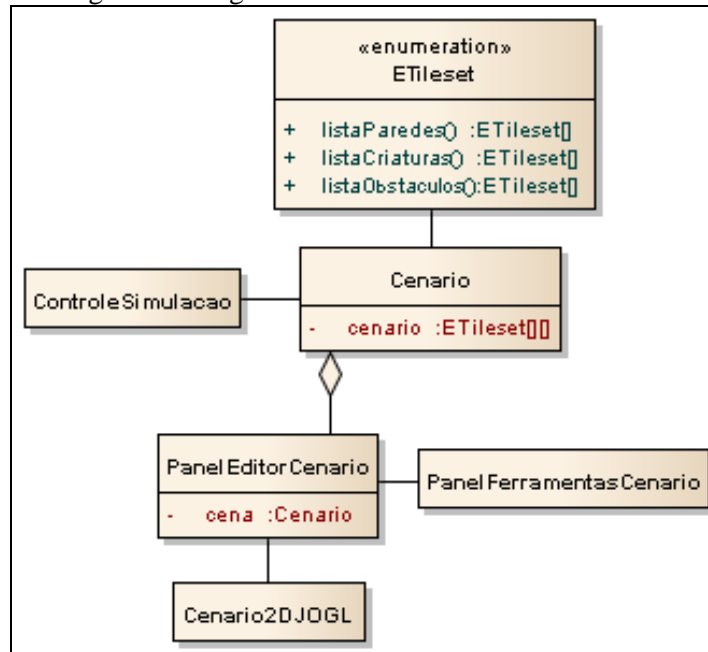 «enumeration»
ETileset
+ listaParedes() :ETileset[]
+ listaCriaturas() :ETileset[]
+ listaObstaculos():ETileset[]
Cenario
- cenario :ETileset[][]
ControleSimulacao
PanelEditorCenario
- cena :Cenario
PanelFerramentasCenario
Cenario2DJOGL